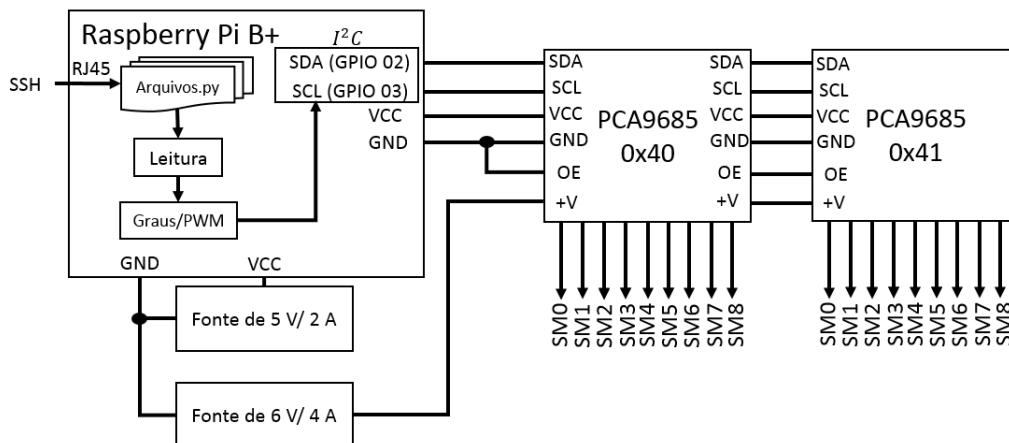 Raspberry Pi B+
I²C
SSH
RJ45
Arquivos.py
SDA (GPIO 02)
SCL (GPIO 03)
VCC
GND
Leitura
Graus/PWM
GND
VCC
Fonte de 5 V/ 2 A
Fonte de 6 V/ 4 A
SDA
SCL
VCC
GND
OE
+V
PCA9685
0x40
SDA
SCL
VCC
GND
OE
+V
SM0
SM1
SM2
SM3
SM4
SM5
SM6
SM7
SM8
SDA
SCL
VCC
GND
OE
+V
PCA9685
0x41
SM0
SM1
SM2
SM3
SM4
SM5
SM6
SM7
SM8